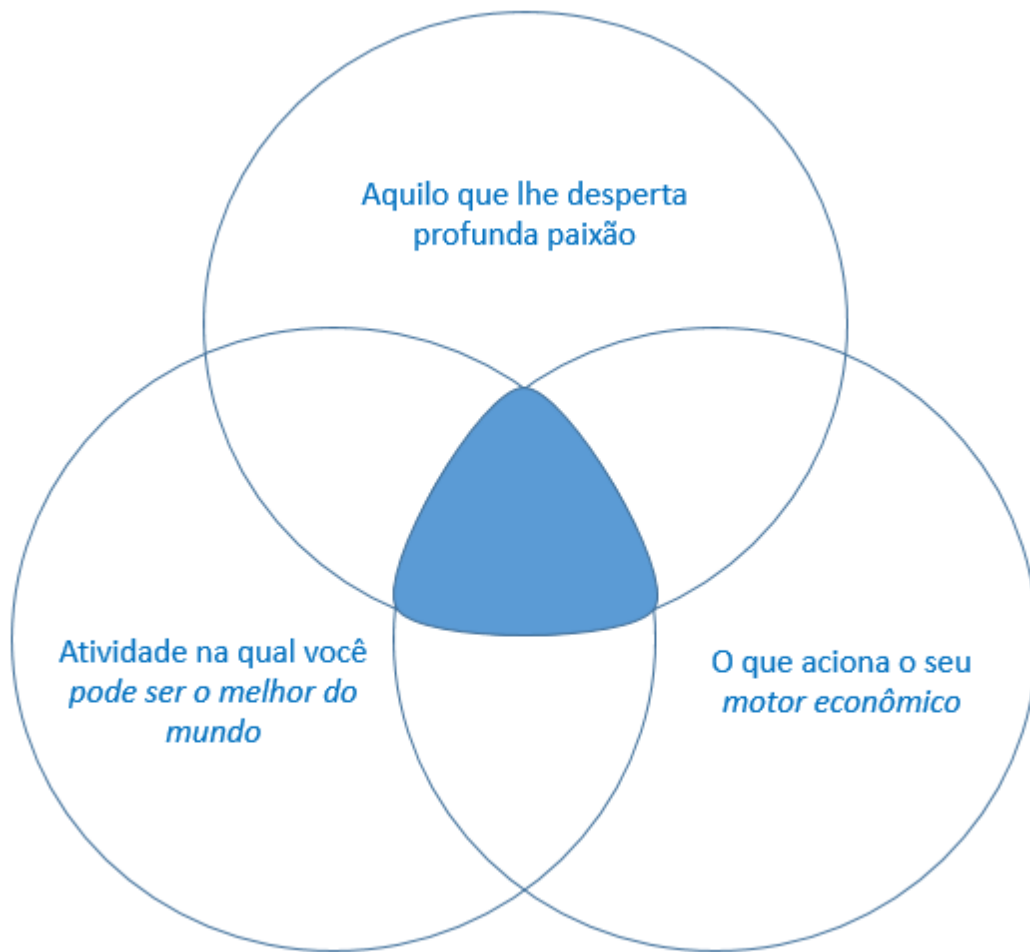 Aquilo que lhe desperta
profunda paixão
Atividade na qual você
pode ser o melhor do
mundo
O que aciona o seu
motor econômico